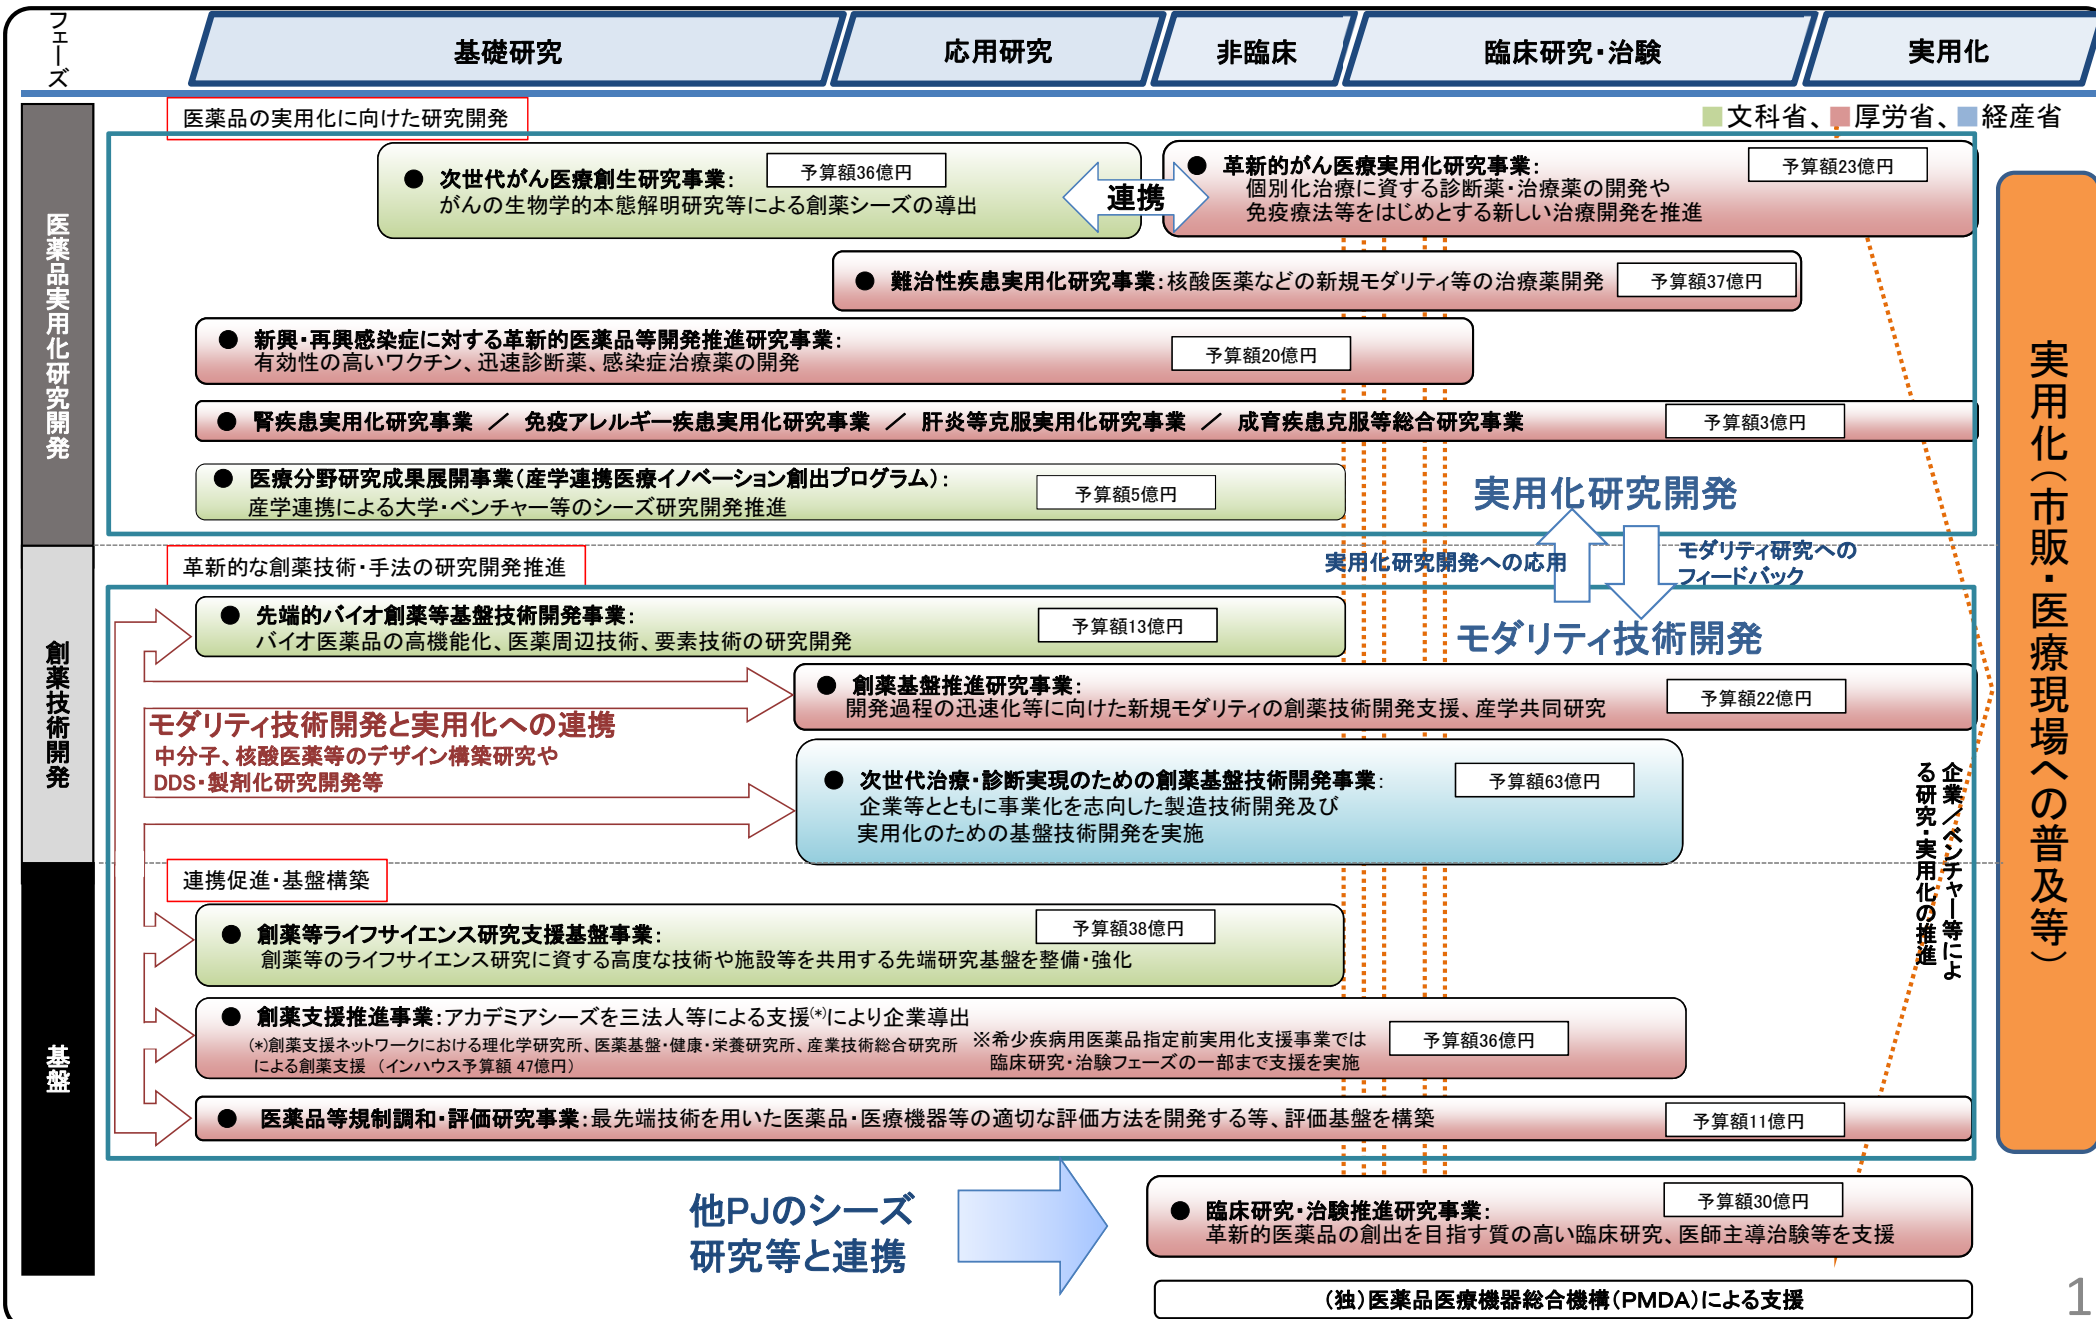 フェーズ
基礎研究
応用研究
非臨床
臨床研究・治験
実用化
医薬品の実用化に向けた研究開発
■文科省、■厚労省、■経産省
医薬品実用化研究開発
● 次世代がん医療創生研究事業：
予算額36億円
がんの生物学的本態解明研究等による創薬シーズの導出
連携
● 革新的がん医療実用化研究事業：
予算額23億円
個別化治療に資する診断薬・治療薬の開発や
免疫療法等をはじめとする新しい治療開発を推進
● 難治性疾患実用化研究事業：核酸医薬などの新規モダリティ等の治療薬開発
予算額37億円
● 新興・再興感染症に対する革新的医薬品等開発推進研究事業：
有効性の高いワクチン、迅速診断薬、感染症治療薬の開発
予算額20億円
● 腎疾患実用化研究事業 ／ 免疫アレルギー疾患実用化研究事業 ／ 肝炎等克服実用化研究事業 ／ 成育疾患克服等総合研究事業
予算額3億円
● 医療分野研究成果展開事業（産学連携医療イノベーション創出プログラム）：
産学連携による大学・ベンチャー等のシーズ研究開発推進
予算額5億円
実用化研究開発
実用化研究開発への応用
モダリティ研究への
フィードバック
モダリティ技術開発
創薬技術開発
革新的な創薬技術・手法の研究開発推進
● 先端的バイオ創薬等基盤技術開発事業：
バイオ医薬品の高機能化、医薬周辺技術、要素技術の研究開発
予算額13億円
● 創薬基盤推進研究事業：
開発過程の迅速化等に向けた新規モダリティの創薬技術開発支援、産学共同研究
予算額22億円
モダリティ技術開発と実用化への連携
中分子、核酸医薬等のデザイン構築研究や
DDS・製剤化研究開発等
● 次世代治療・診断実現のための創薬基盤技術開発事業：
予算額63億円
企業等とともに事業化を志向した製造技術開発及び
実用化のための基盤技術開発を実施
企業／ベンチャー等によ
る研究・実用化の推進
実用化（市販・医療現場への普及等）
基盤
連携促進・基盤構築
● 創薬等ライフサイエンス研究支援基盤事業：
予算額38億円
創薬等のライフサイエンス研究に資する高度な技術や施設等を共用する先端研究基盤を整備・強化
● 創薬支援推進事業：アカデミアシーズを三法人等による支援(*)により企業導出
(*)創薬支援ネットワークにおける理化学研究所、医薬基盤・健康・栄養研究所、産業技術総合研究所
による創薬支援 （インハウス予算額 47億円）
※希少疾病用医薬品指定前実用化支援事業では
臨床研究・治験フェーズの一部まで支援を実施
予算額36億円
● 医薬品等規制調和・評価研究事業：最先端技術を用いた医薬品・医療機器等の適切な評価方法を開発する等、評価基盤を構築
予算額11億円
他PJのシーズ
研究等と連携
● 臨床研究・治験推進研究事業：
予算額30億円
革新的医薬品の創出を目指す質の高い臨床研究、医師主導治験等を支援
（独）医薬品医療機器総合機構（PMDA）による支援
1